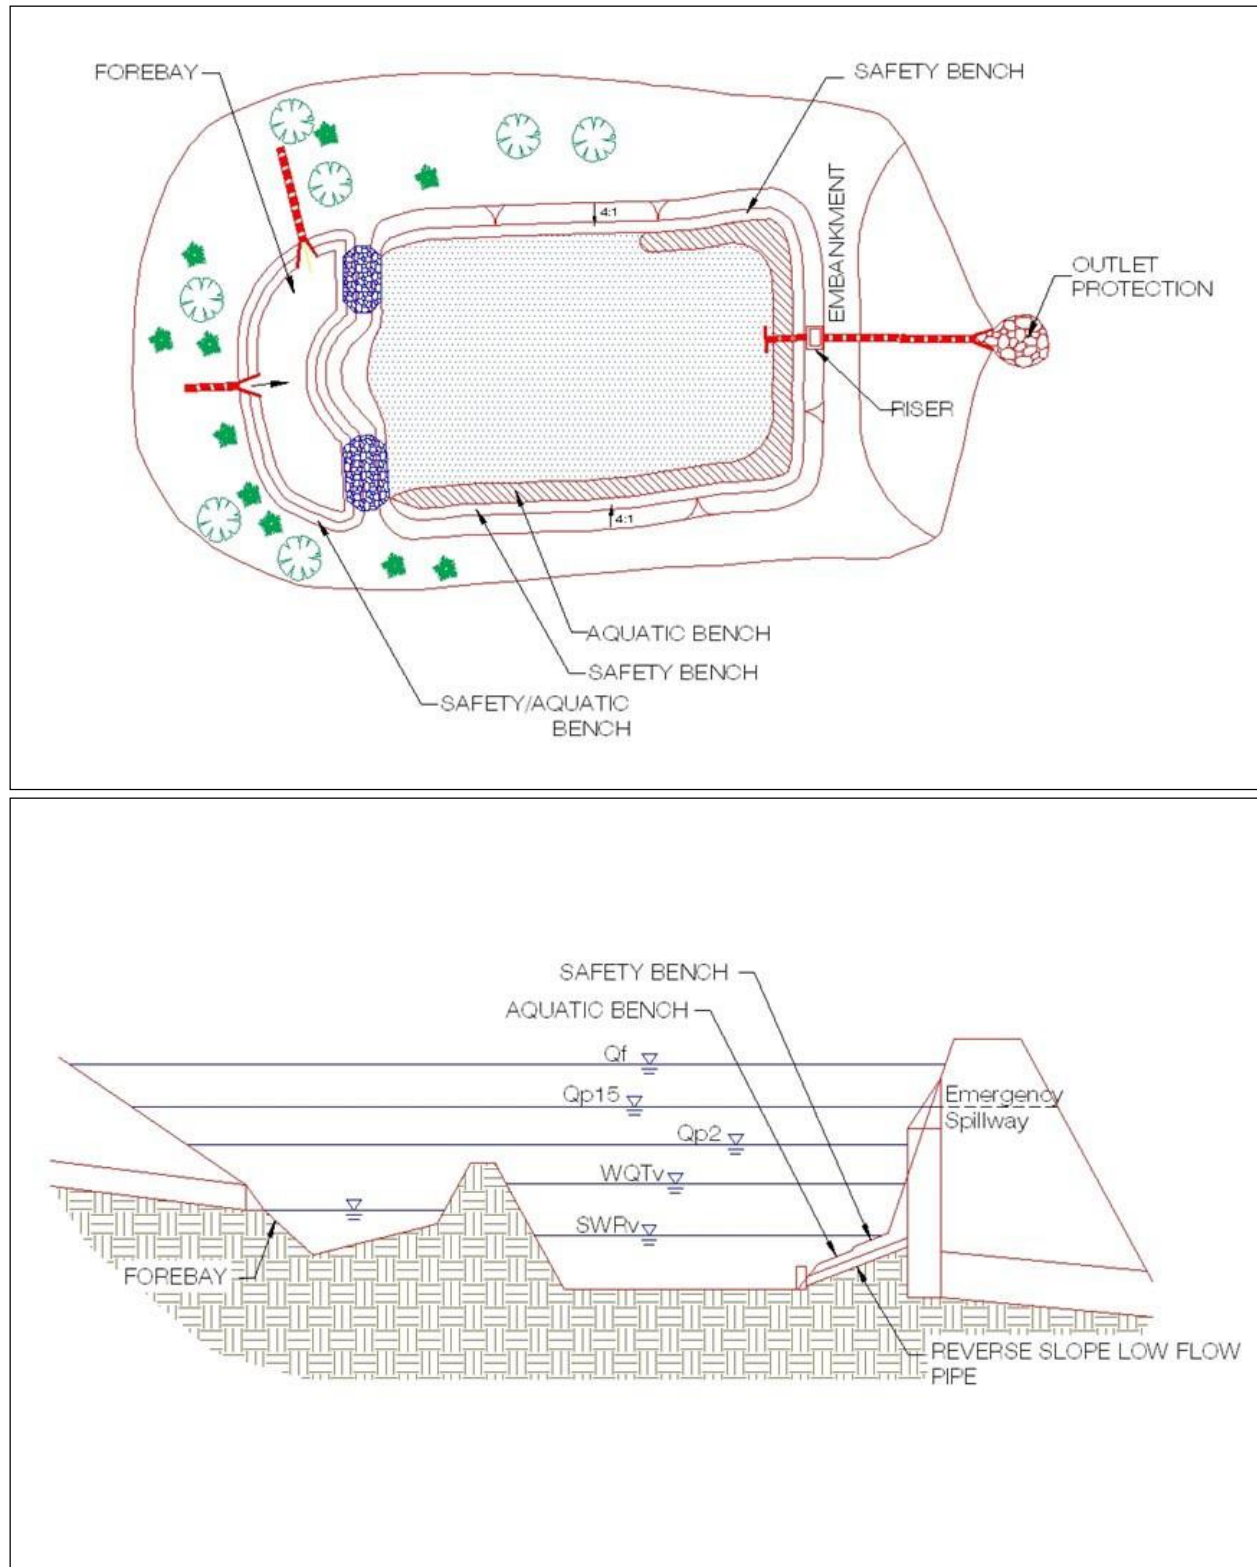 FOREBAY
SAFETY BENCH
4:1
EMBANKMENT
OUTLET
PROTECTION
RISER
4:1
AQUATIC BENCH
SAFETY BENCH
SAFETY/AQUATIC
BENCH
SAFETY BENCH
AQUATIC BENCH
Qf
Qp15
Emergency
Spillway
Qp2
WQTv
SWRv
FOREBAY
REVERSE SLOPE LOW FLOW
PIPE